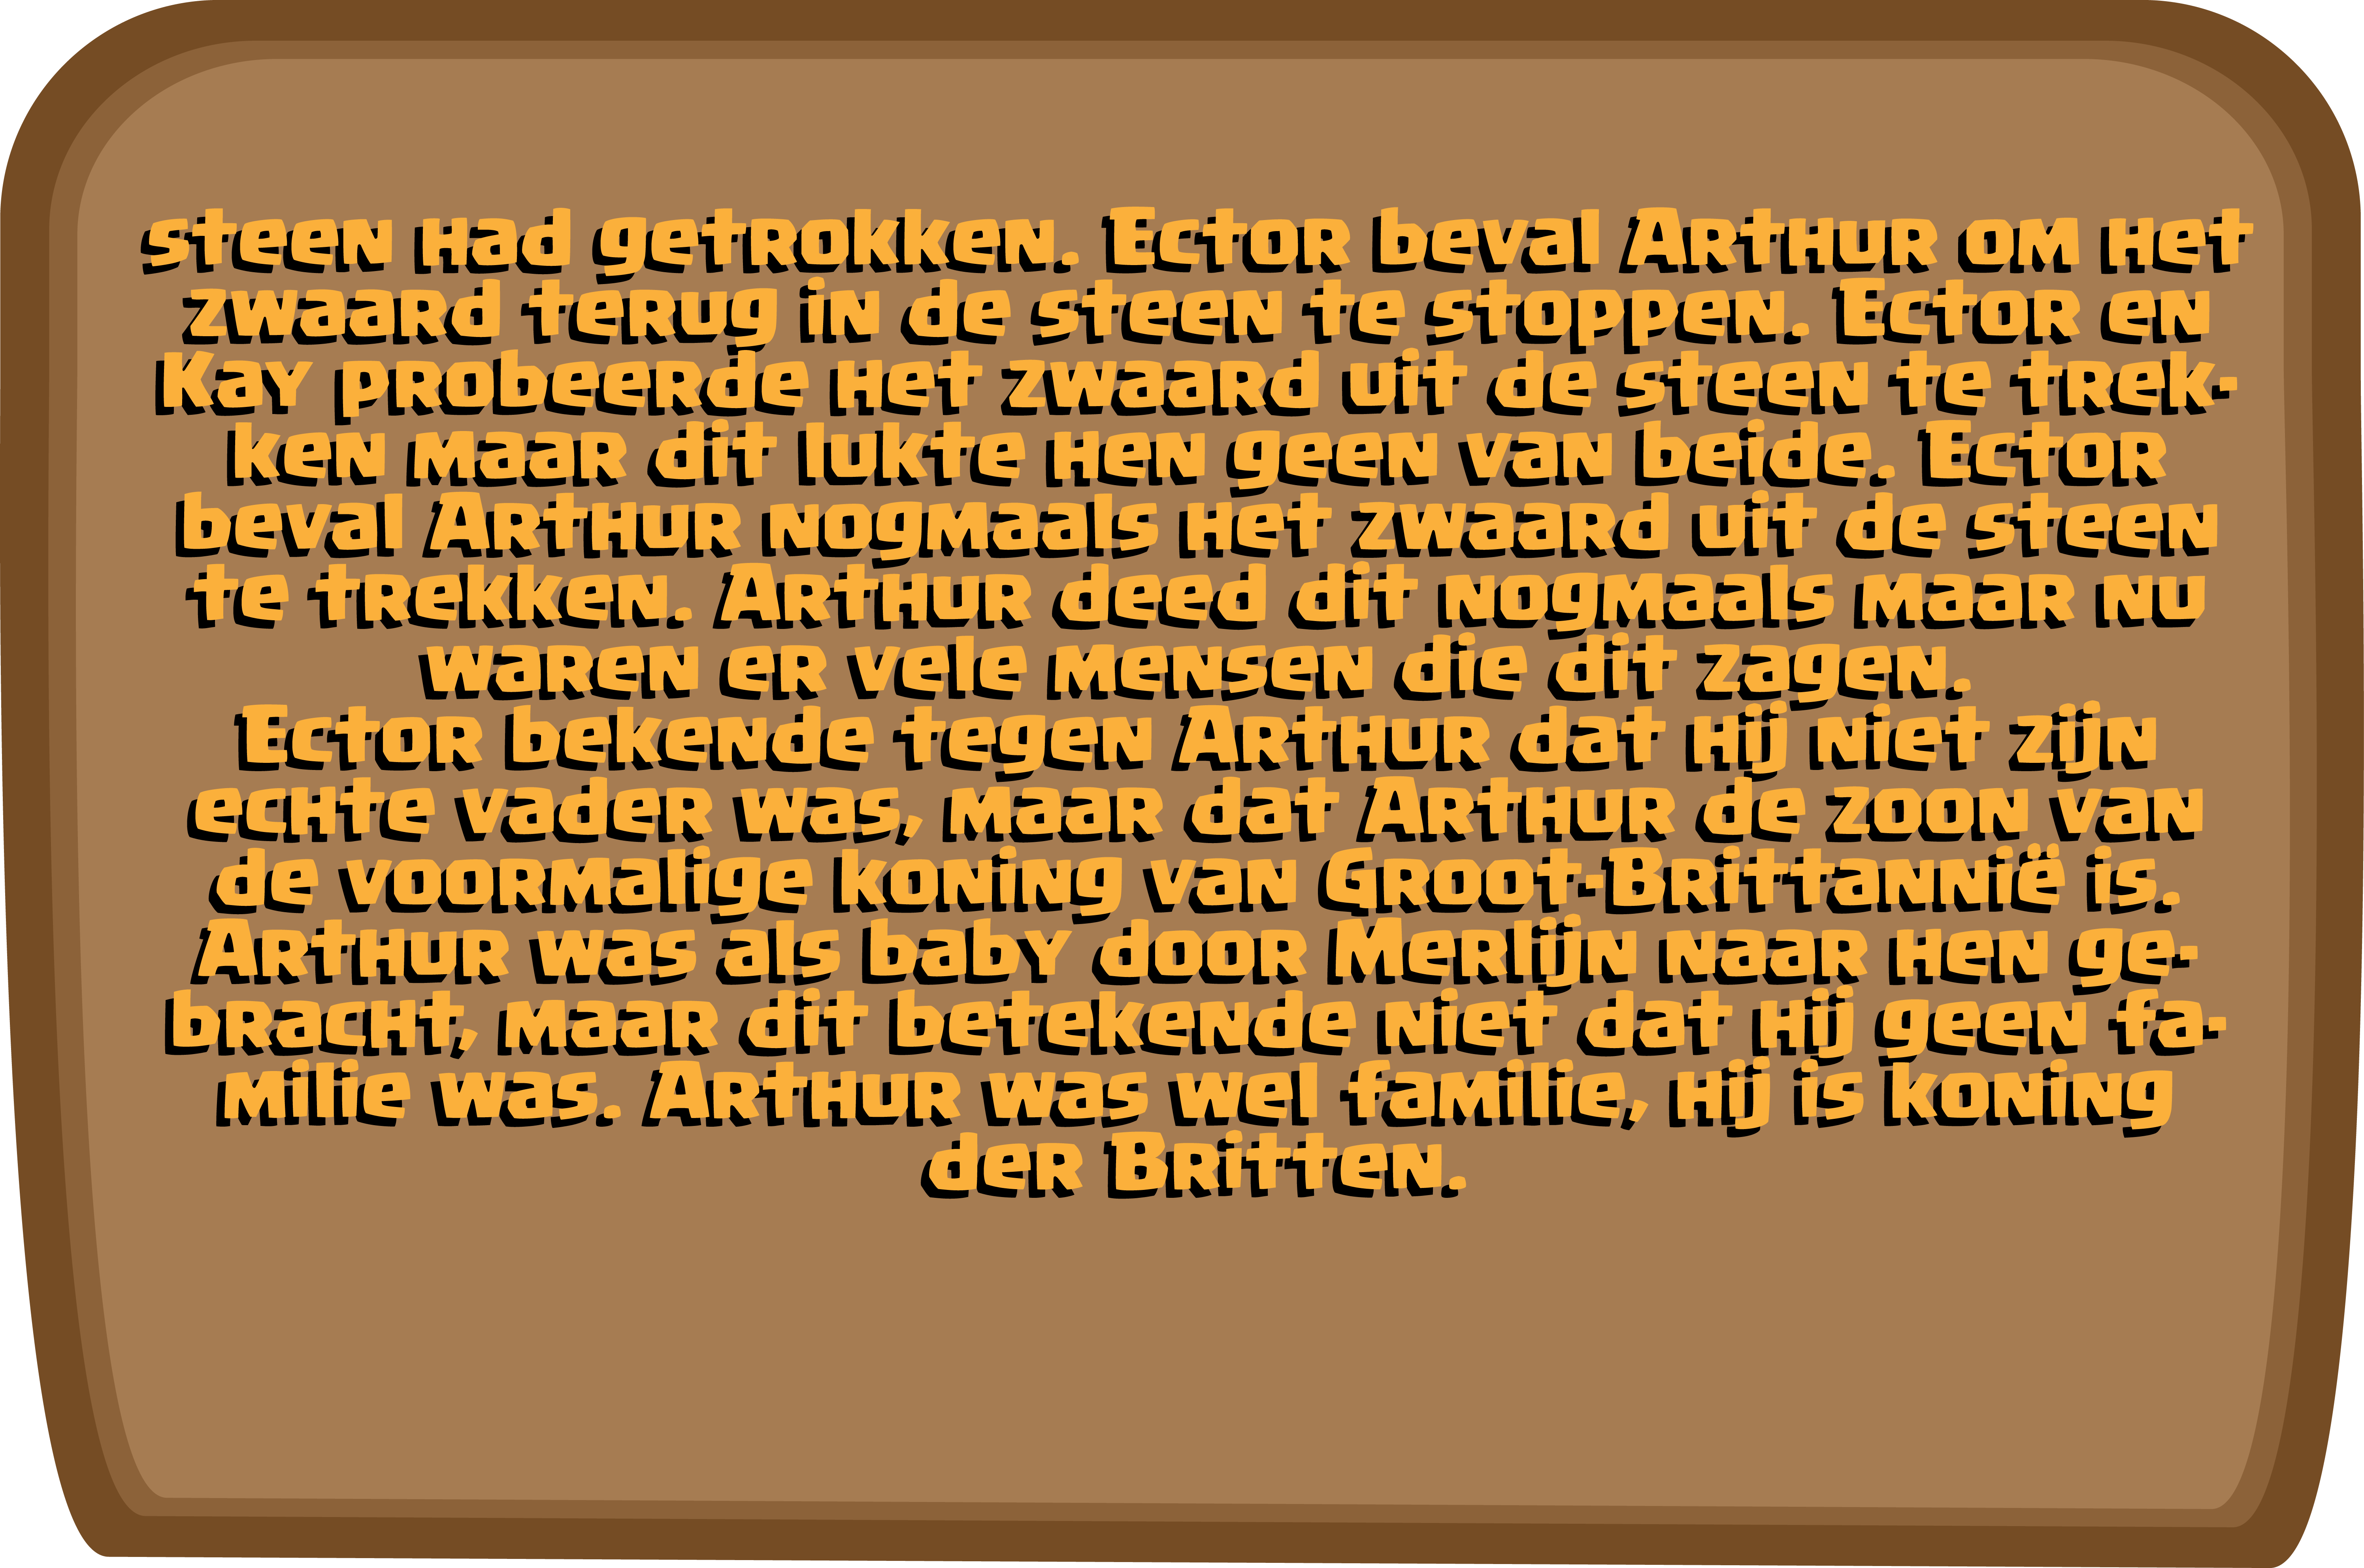 steen had getrokken. Ector beval Arthur om het
zwaard terug in de steen te stoppen. Ector en
Kay probeerde het zwaard uit de steen te trek-
ken maar dit lukte hen geen van beide. Ector
beval Arthur nogmaals het zwaard uit de steen
te trekken. Arthur deed dit nogmaals maar nu
waren er vele mensen die dit zagen.
Ector bekende tegen Arthur dat hij niet zijn
echte vader was, maar dat Arthur de zoon van
de voormalige koning van Groot-Brittannië is.
Arthur was als baby door Merlijn naar hen ge-
bracht, maar dit betekende niet dat hij geen fa-
milie was. Arthur was wel familie, hij is koning
der Britten.